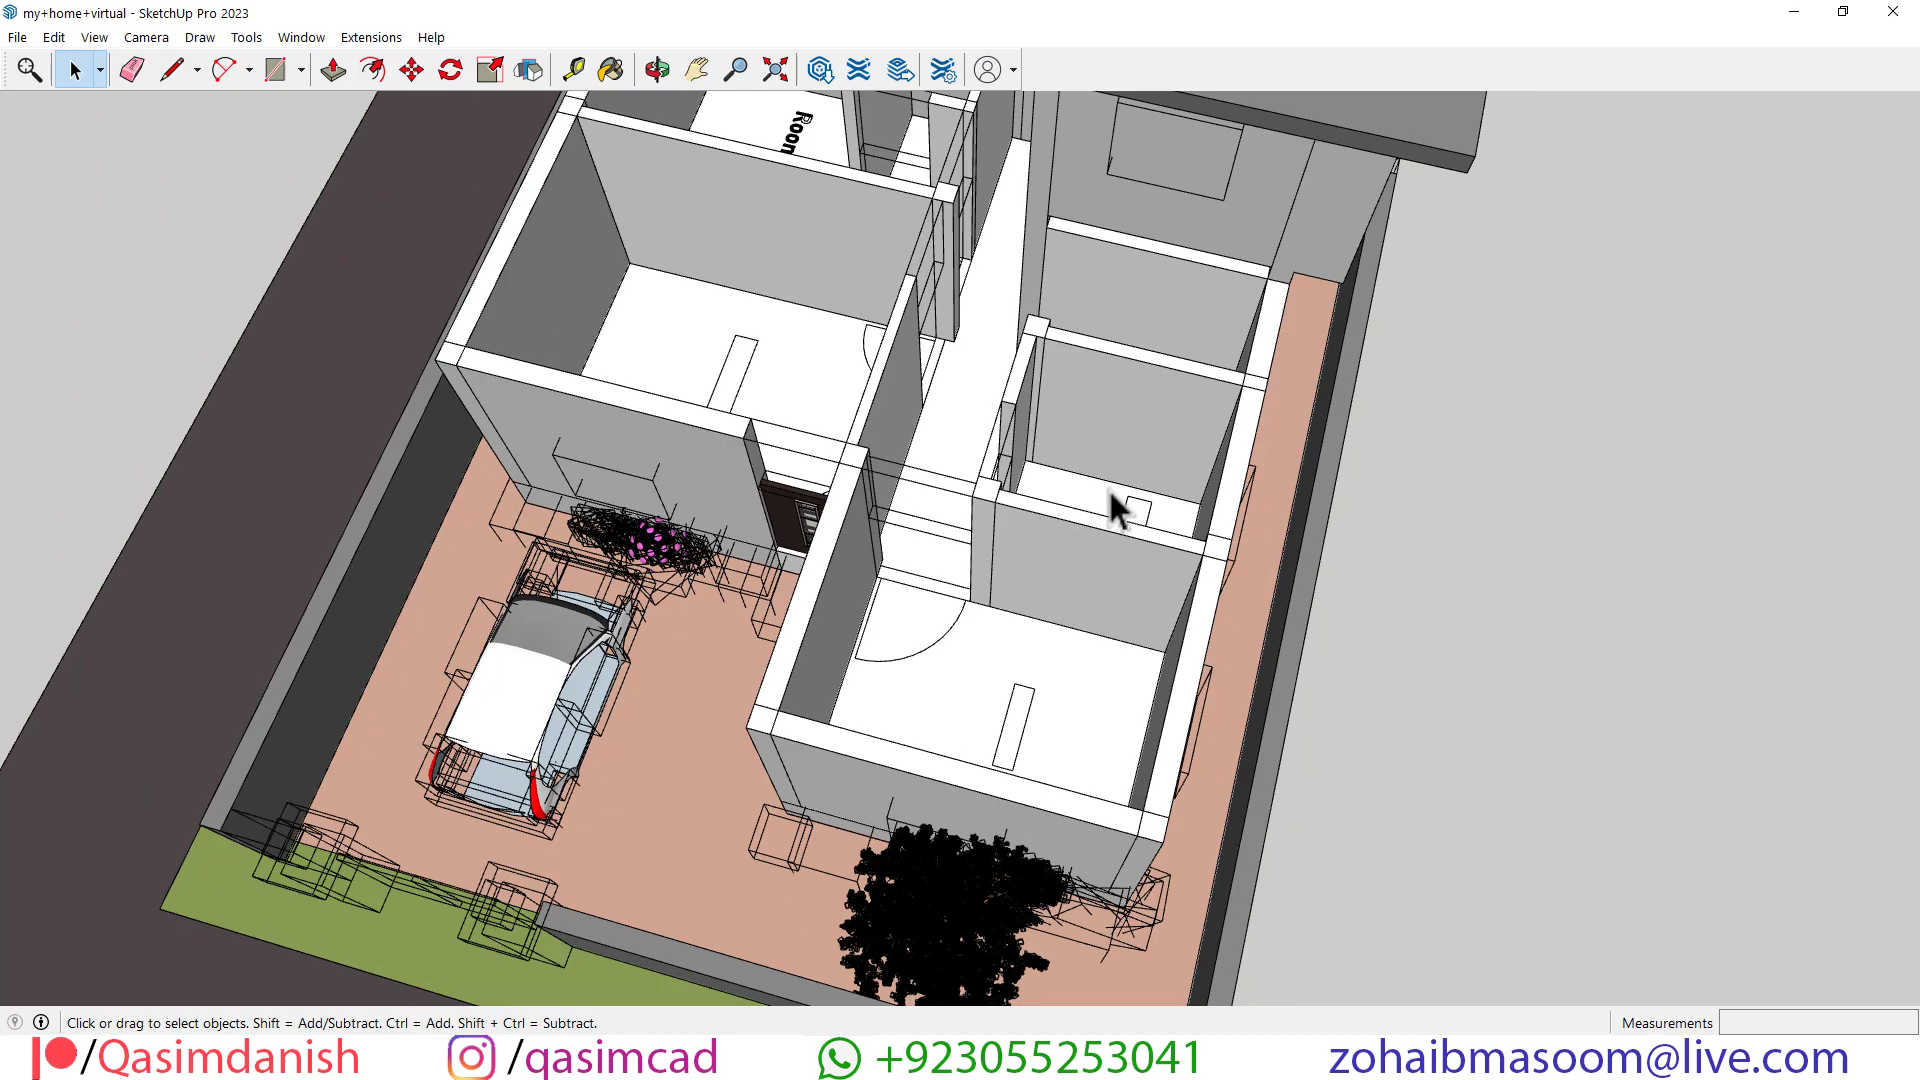 my+home+virtual - SketchUp Pro 2023
File Edit View Camera Draw Tools Window Extensions Help
Room
Click or drag to select objects. Shift = Add/Subtract. Ctrl = Add. Shift + Ctrl = Subtract.
Measurements
/Qasimdanish /qasimcad +923055253041 zohaibmasoom@live.com